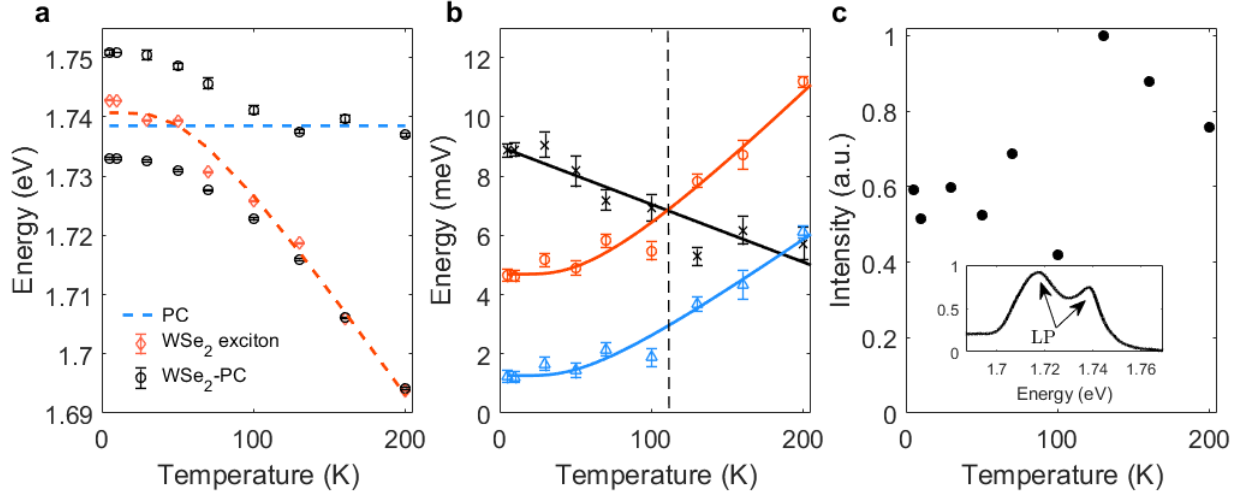 a
1.75
1.74
1.73
1.72
1.71
1.7
1.69
Energy (eV)
PC
WSe₂ exciton
WSe₂-PC
0 100 200
Temperature (K)
b
12
10
8
6
4
2
0
Energy (meV)
0 100 200
Temperature (K)
c
1
0.8
0.6
0.4
0.2
0
Intensity (a.u.)
1
0.5
0
LP
1.7 1.72 1.74 1.76
Energy (eV)
0 100 200
Temperature (K)